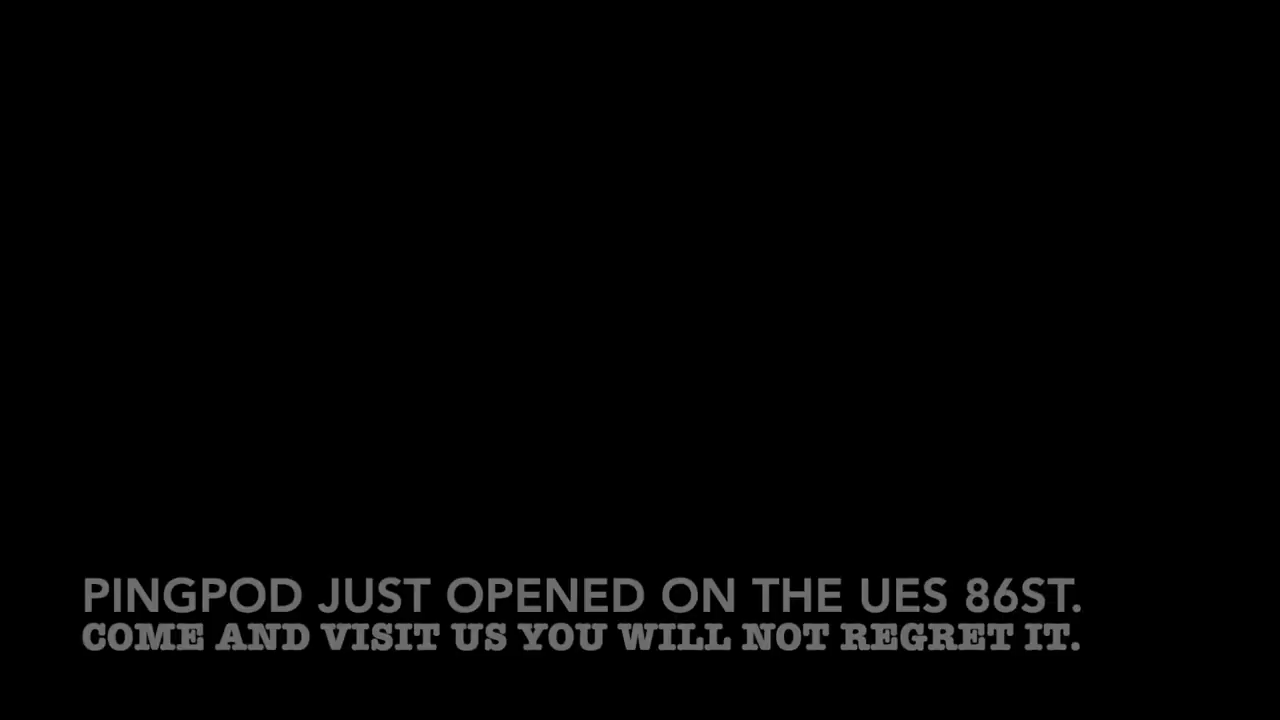 PINGPOD JUST OPENED ON THE UES 86ST.
COME AND VISIT US YOU WILL NOT REGRET IT.